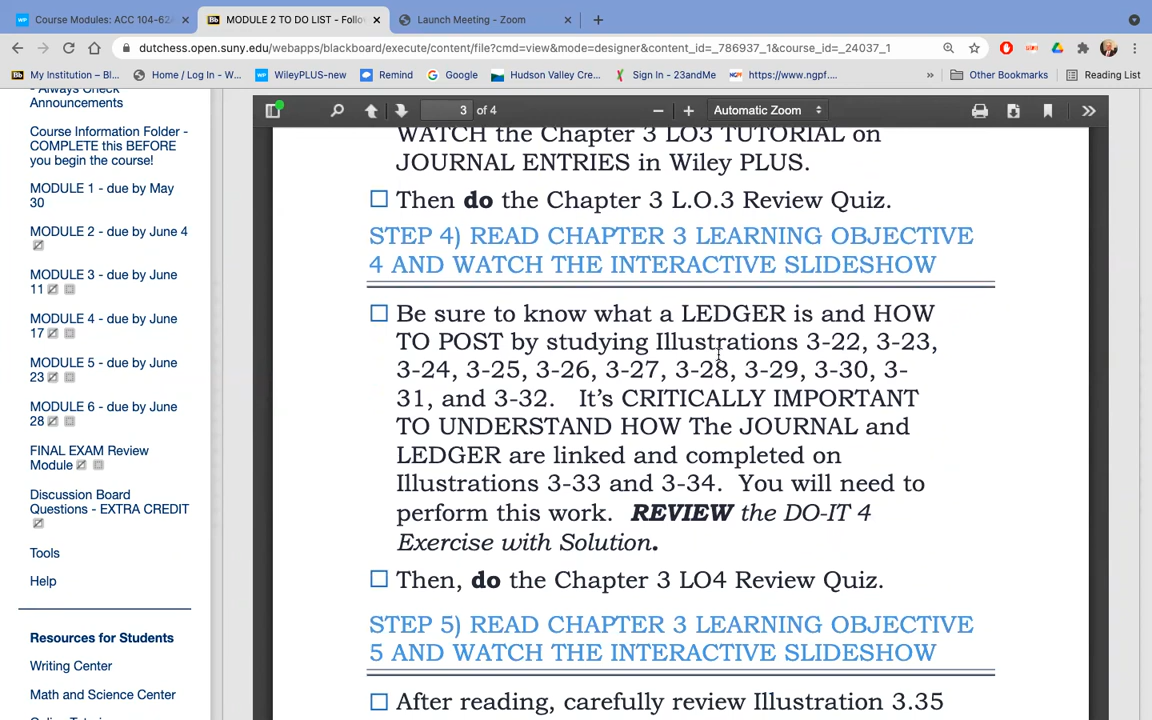 Course Modules: ACC 104-62
MODULE 2 TO DO LIST - Follo
Launch Meeting - Zoom
dutchess.open.suny.edu/webapps/blackboard/execute/content/file?cmd=view&mode=designer&content_id=_786937_1&course_id=_24037_1
My Institution – Bl...
Home / Log In - W...
WileyPLUS-new
Remind
Google
Hudson Valley Cre...
Sign In - 23andMe
https://www.ngpf....
»
Other Bookmarks
Reading List
- Always Check
Announcements
Course Information Folder -
COMPLETE this BEFORE
you begin the course!
MODULE 1 - due by May
30
MODULE 2 - due by June 4
MODULE 3 - due by June
11
MODULE 4 - due by June
17
MODULE 5 - due by June
23
MODULE 6 - due by June
28
FINAL EXAM Review
Module
Discussion Board
Questions - EXTRA CREDIT
Tools
Help
Resources for Students
Writing Center
Math and Science Center
3 of 4
Automatic Zoom
WATCH the Chapter 3 LO3 TUTORIAL on
JOURNAL ENTRIES in Wiley PLUS.
Then do the Chapter 3 L.O.3 Review Quiz.
STEP 4) READ CHAPTER 3 LEARNING OBJECTIVE
4 AND WATCH THE INTERACTIVE SLIDESHOW
Be sure to know what a LEDGER is and HOW
TO POST by studying Illustrations 3-22, 3-23,
3-24, 3-25, 3-26, 3-27, 3-28, 3-29, 3-30, 3-
31, and 3-32. It's CRITICALLY IMPORTANT
TO UNDERSTAND HOW The JOURNAL and
LEDGER are linked and completed on
Illustrations 3-33 and 3-34. You will need to
perform this work. REVIEW the DO-IT 4
Exercise with Solution.
Then, do the Chapter 3 LO4 Review Quiz.
STEP 5) READ CHAPTER 3 LEARNING OBJECTIVE
5 AND WATCH THE INTERACTIVE SLIDESHOW
After reading, carefully review Illustration 3.35